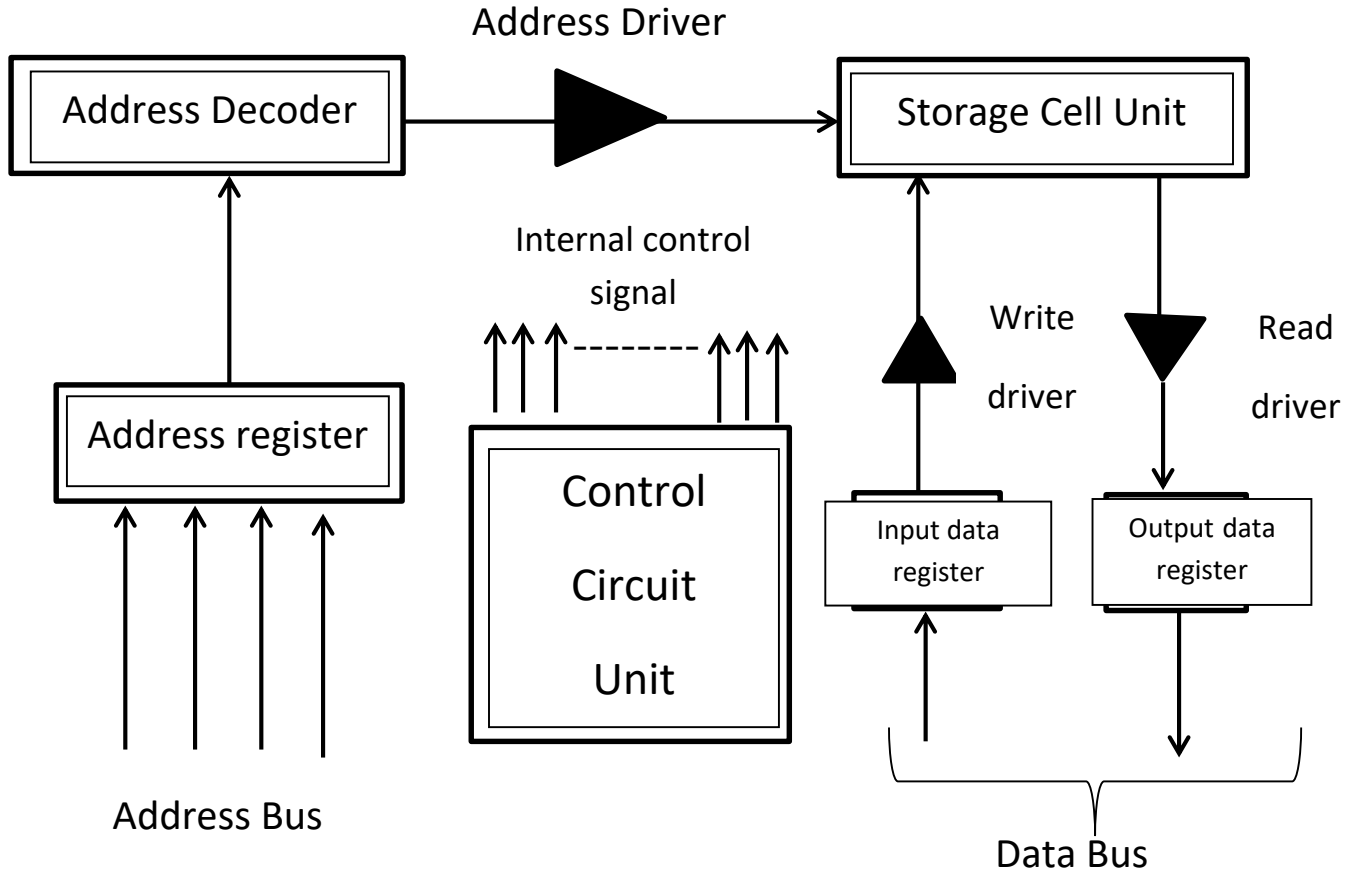 Address Driver
Address Decoder
Storage Cell Unit
Internal control
signal
Write
driver
Read
driver
Address register
Control
Circuit
Unit
Input data
register
Output data
register
Address Bus
Data Bus